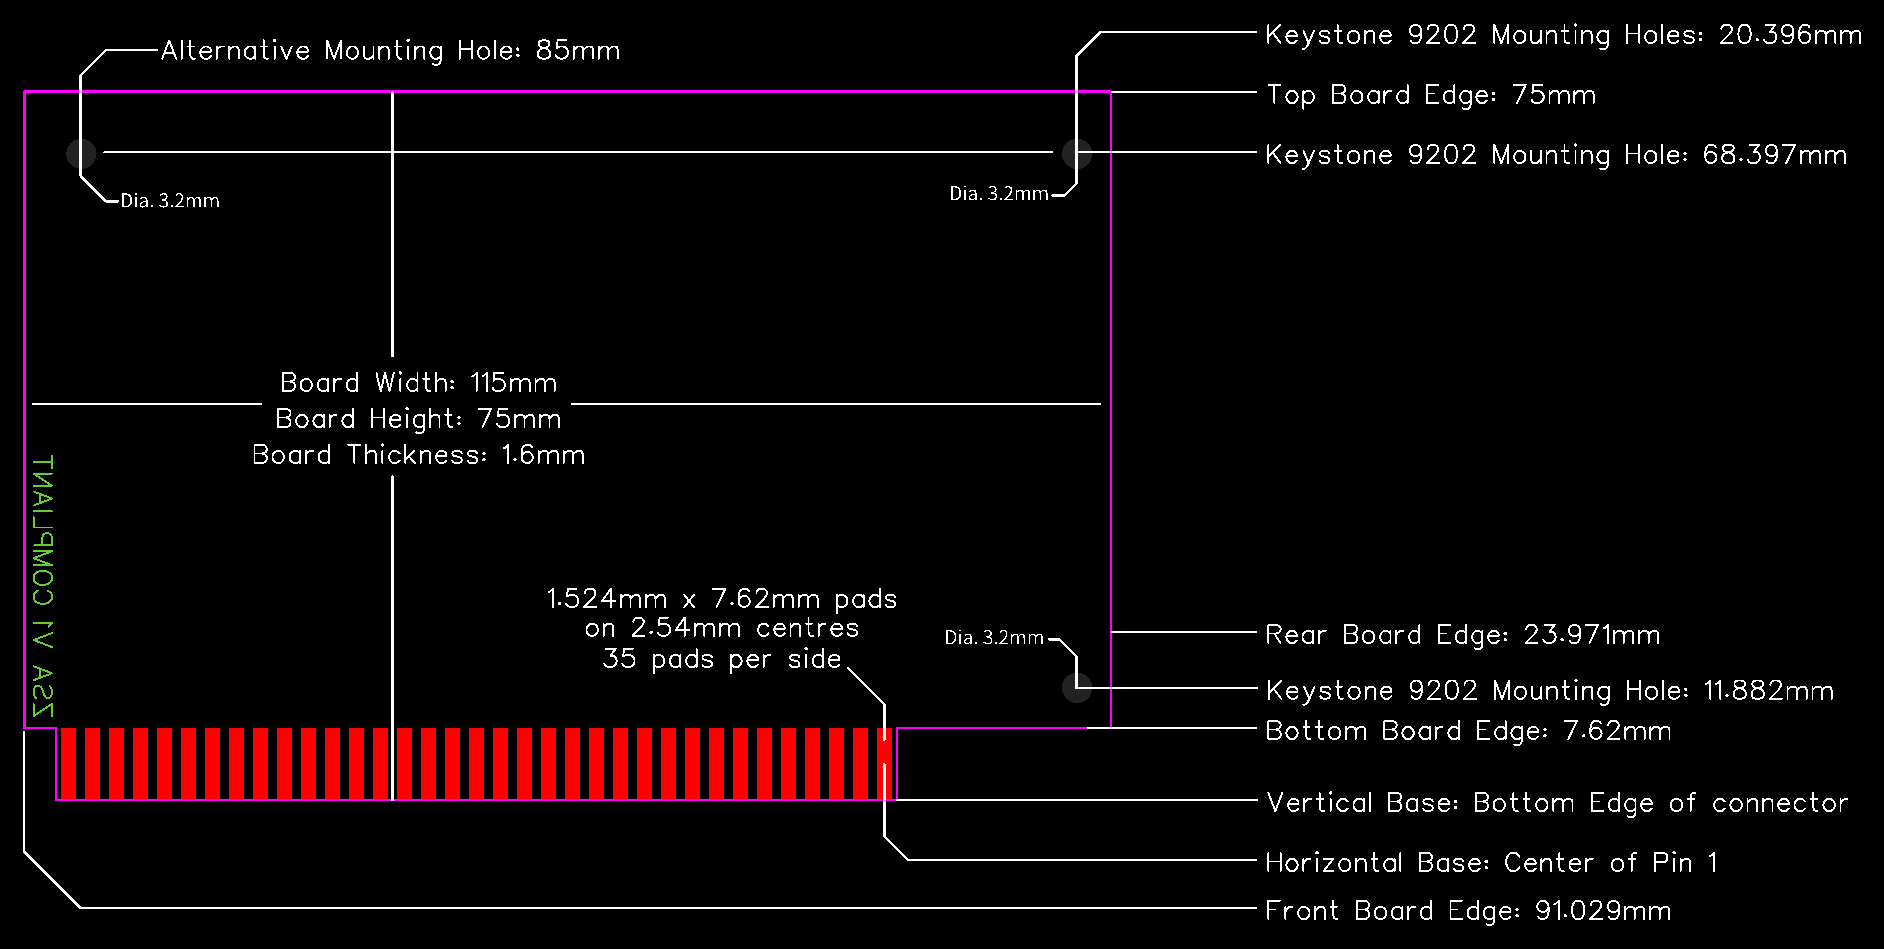 Keystone 9202 Mounting Holes: 20.396mm
Alternative Mounting Hole: 85mm
Top Board Edge: 75mm
Keystone 9202 Mounting Hole: 68.397mm
Dia. 3.2mm
Dia. 3.2mm
Board Width: 115mm
Board Height: 75mm
Board Thickness: 1.6mm
ZSA V1 COMPLIANT
1.524mm x 7.62mm pads
on 2.54mm centres
35 pads per side
Dia. 3.2mm
Rear Board Edge: 23.971mm
Keystone 9202 Mounting Hole: 11.882mm
Bottom Board Edge: 7.62mm
Vertical Base: Bottom Edge of connector
Horizontal Base: Center of Pin 1
Front Board Edge: 91.029mm